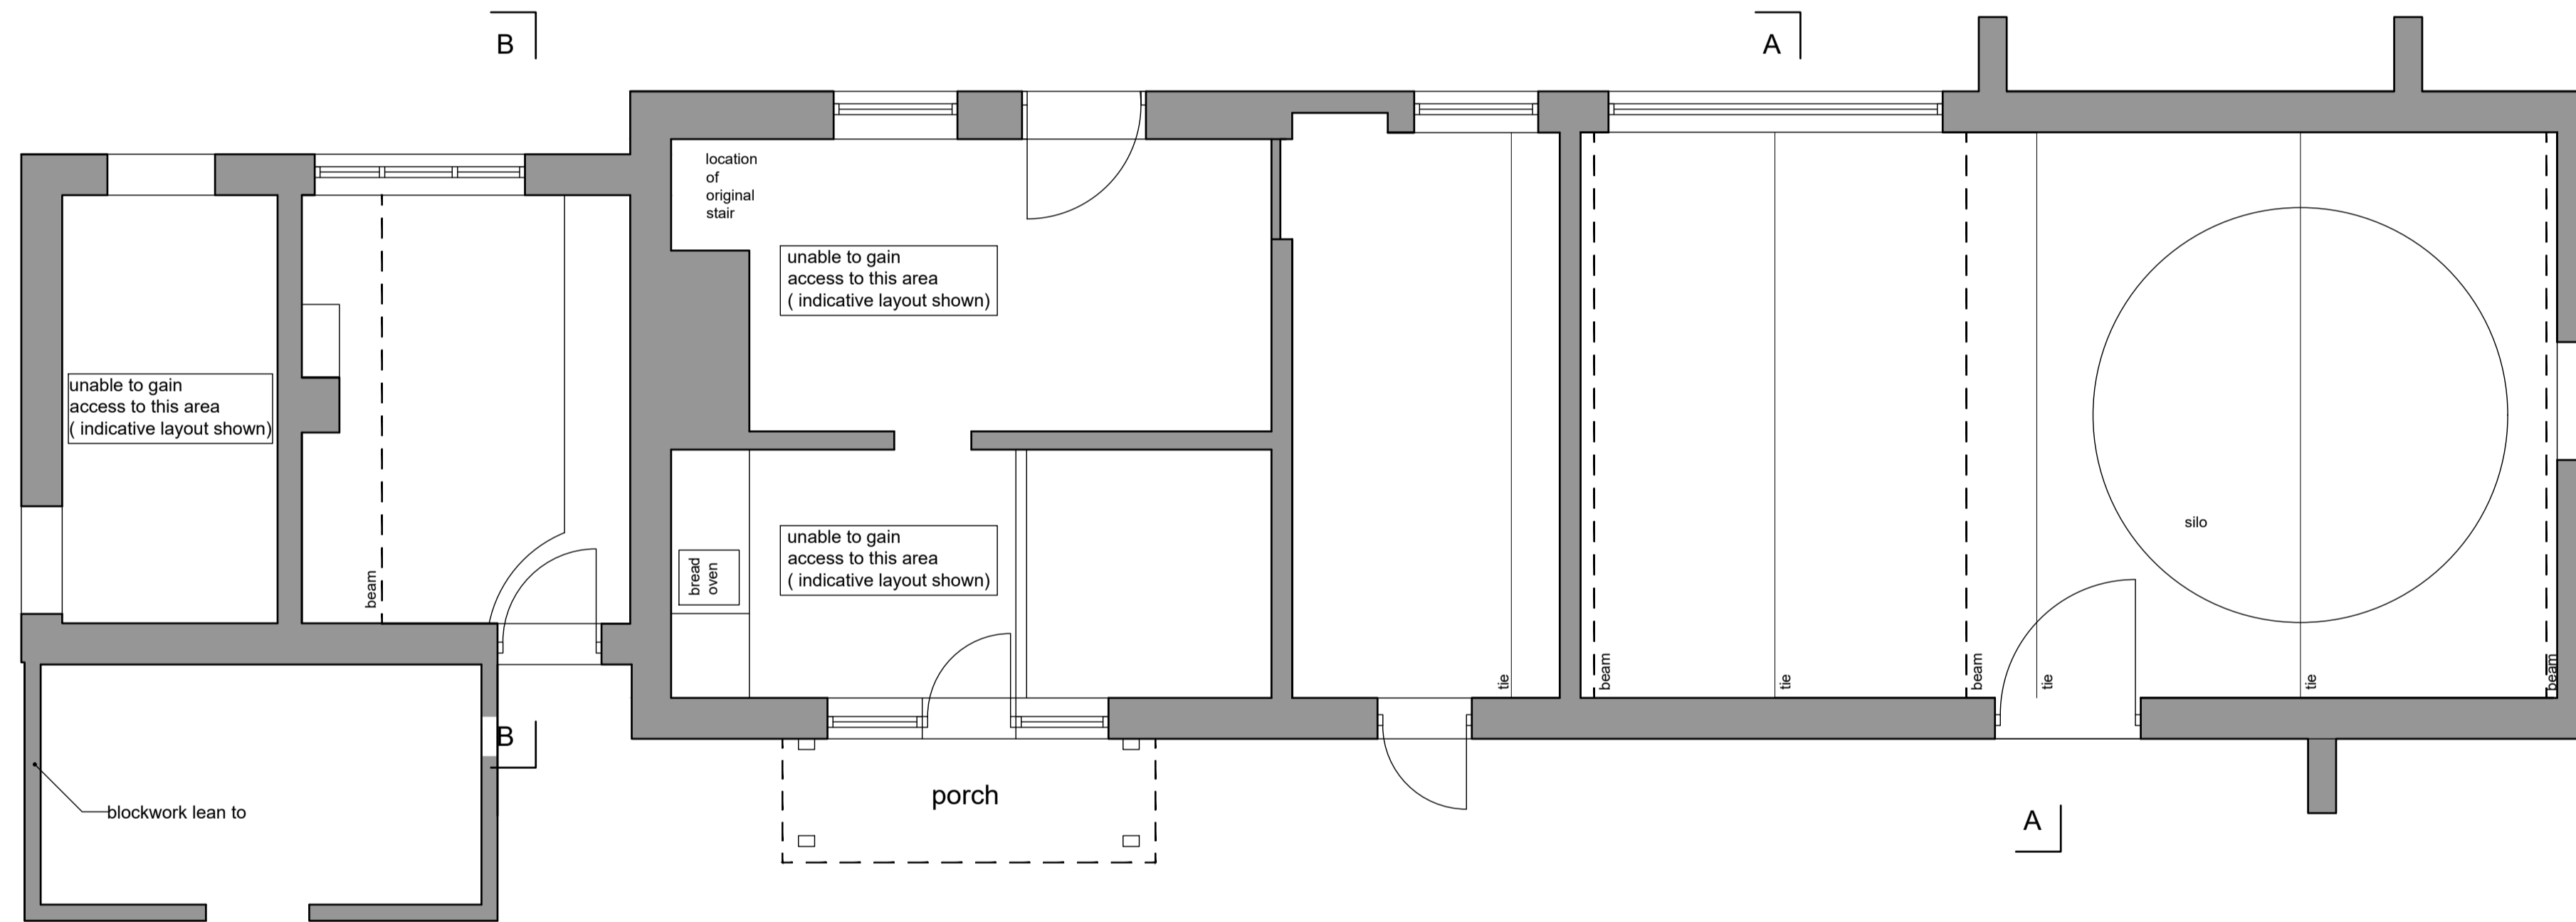 B
A
location
of
original
stair
unable to gain
access to this area
( indicative layout shown)
unable to gain
access to this area
( indicative layout shown)
unable to gain
access to this area
( indicative layout shown)
bread
oven
beam
silo
tie
beam
tie
beam
tie
tie
beam
B
porch
blockwork lean to
A